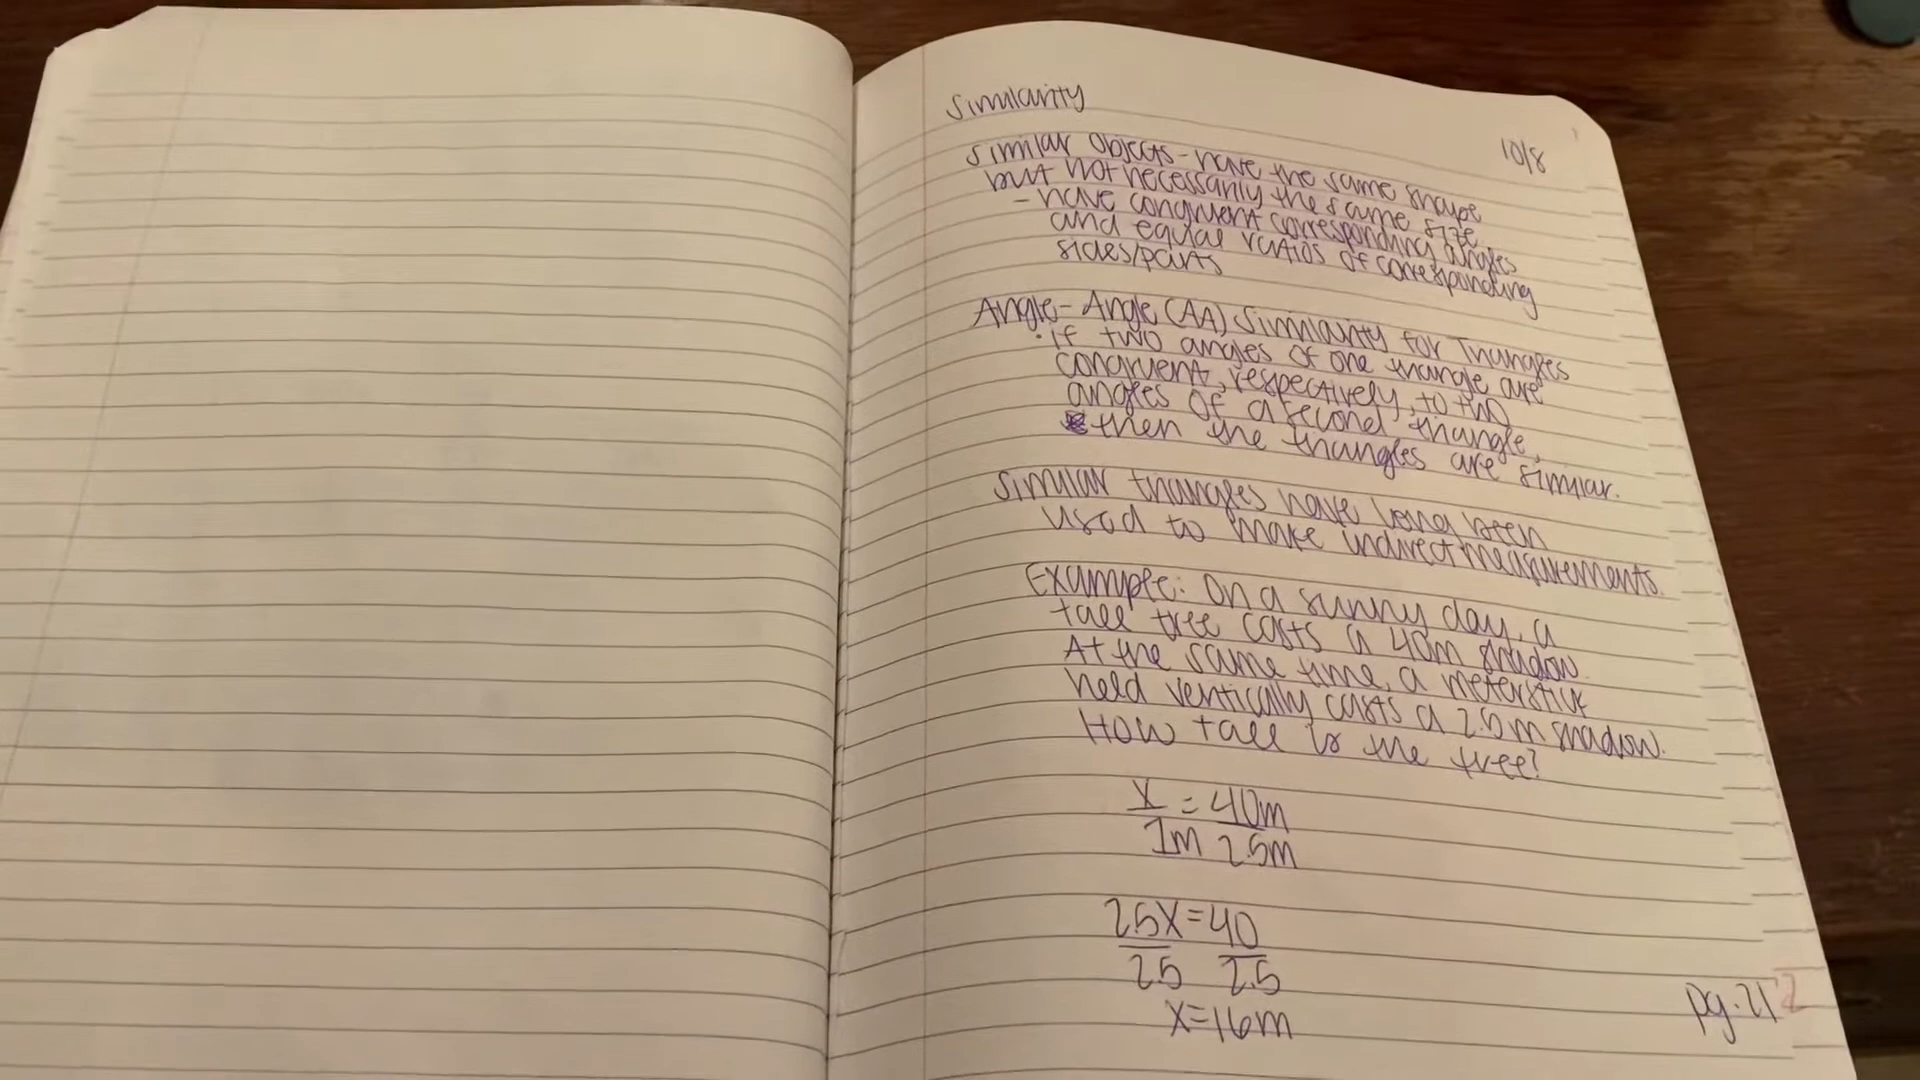 Similarity
10/8
Similar Objects - have the same shape
but not necessarily the same size
- have congruent corresponding angles
and equal ratios of corresponding
sides/parts
Angle-Angle (AA) Similarity for Triangles
• If two angles of one triangle are
congruent, respectively, to two
angles of a second triangle,
then the triangles are similar.
Similar triangles have long been
used to make indirect measurements.
Example: On a sunny day, a
tall tree casts a 40m shadow.
At the same time, a meterstick
held vertically casts a 2.5m shadow.
How tall is the tree?
x = 40m
1m 2.5m
2.5x = 40
2.5 2.5
x = 16m
pg. 21